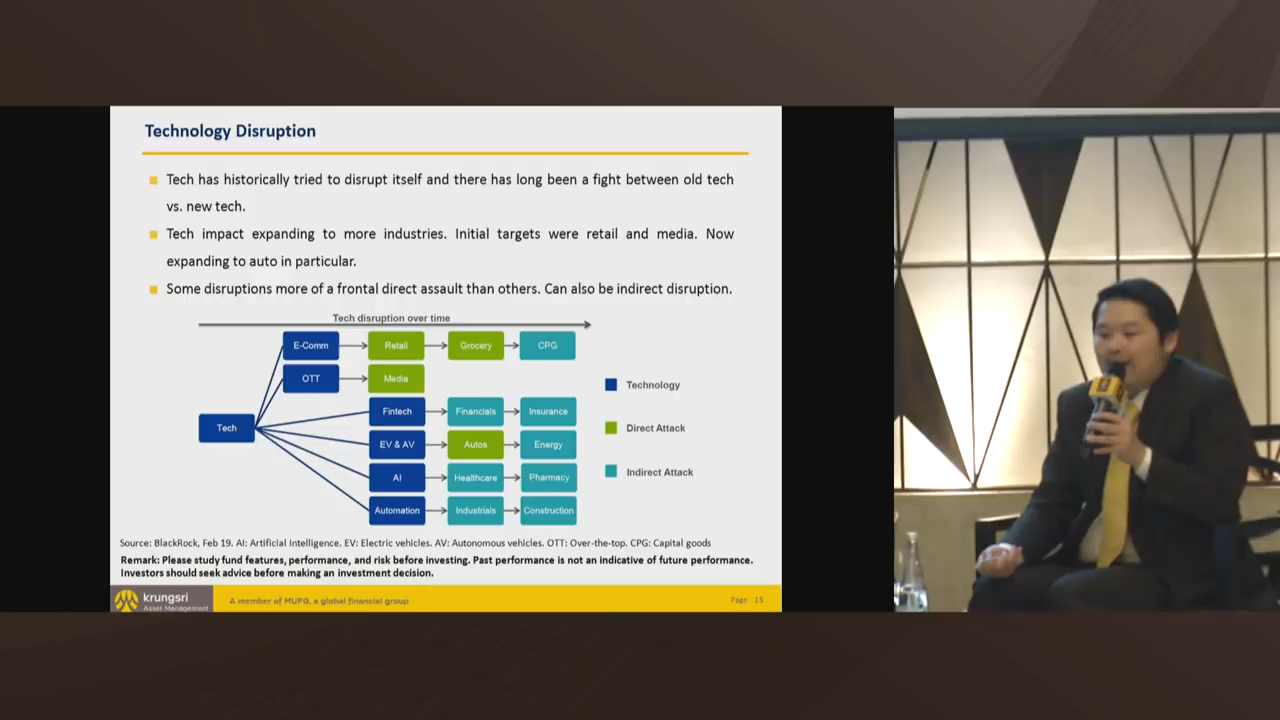 Technology Disruption
Tech has historically tried to disrupt itself and there has long been a fight between old tech
vs. new tech.
Tech impact expanding to more industries. Initial targets were retail and media. Now
expanding to auto in particular.
Some disruptions more of a frontal direct assault than others. Can also be indirect disruption.
Tech disruption over time
E-Comm
Retail
Grocery
CPG
OTT
Media
Technology
Tech
Fintech
Financials
Insurance
Direct Attack
EV & AV
Autos
Energy
AI
Healthcare
Pharmacy
Indirect Attack
Automation
Industrials
Construction
Source: BlackRock, Feb 19. AI: Artificial Intelligence. EV: Electric vehicles. AV: Autonomous vehicles. OTT: Over-the-top. CPG: Capital goods
Remark: Please study fund features, performance, and risk before investing. Past performance is not an indicative of future performance.
Investors should seek advice before making an investment decision.
krungsri
Asset Management
A member of MUFG, a global financial group
Page 15